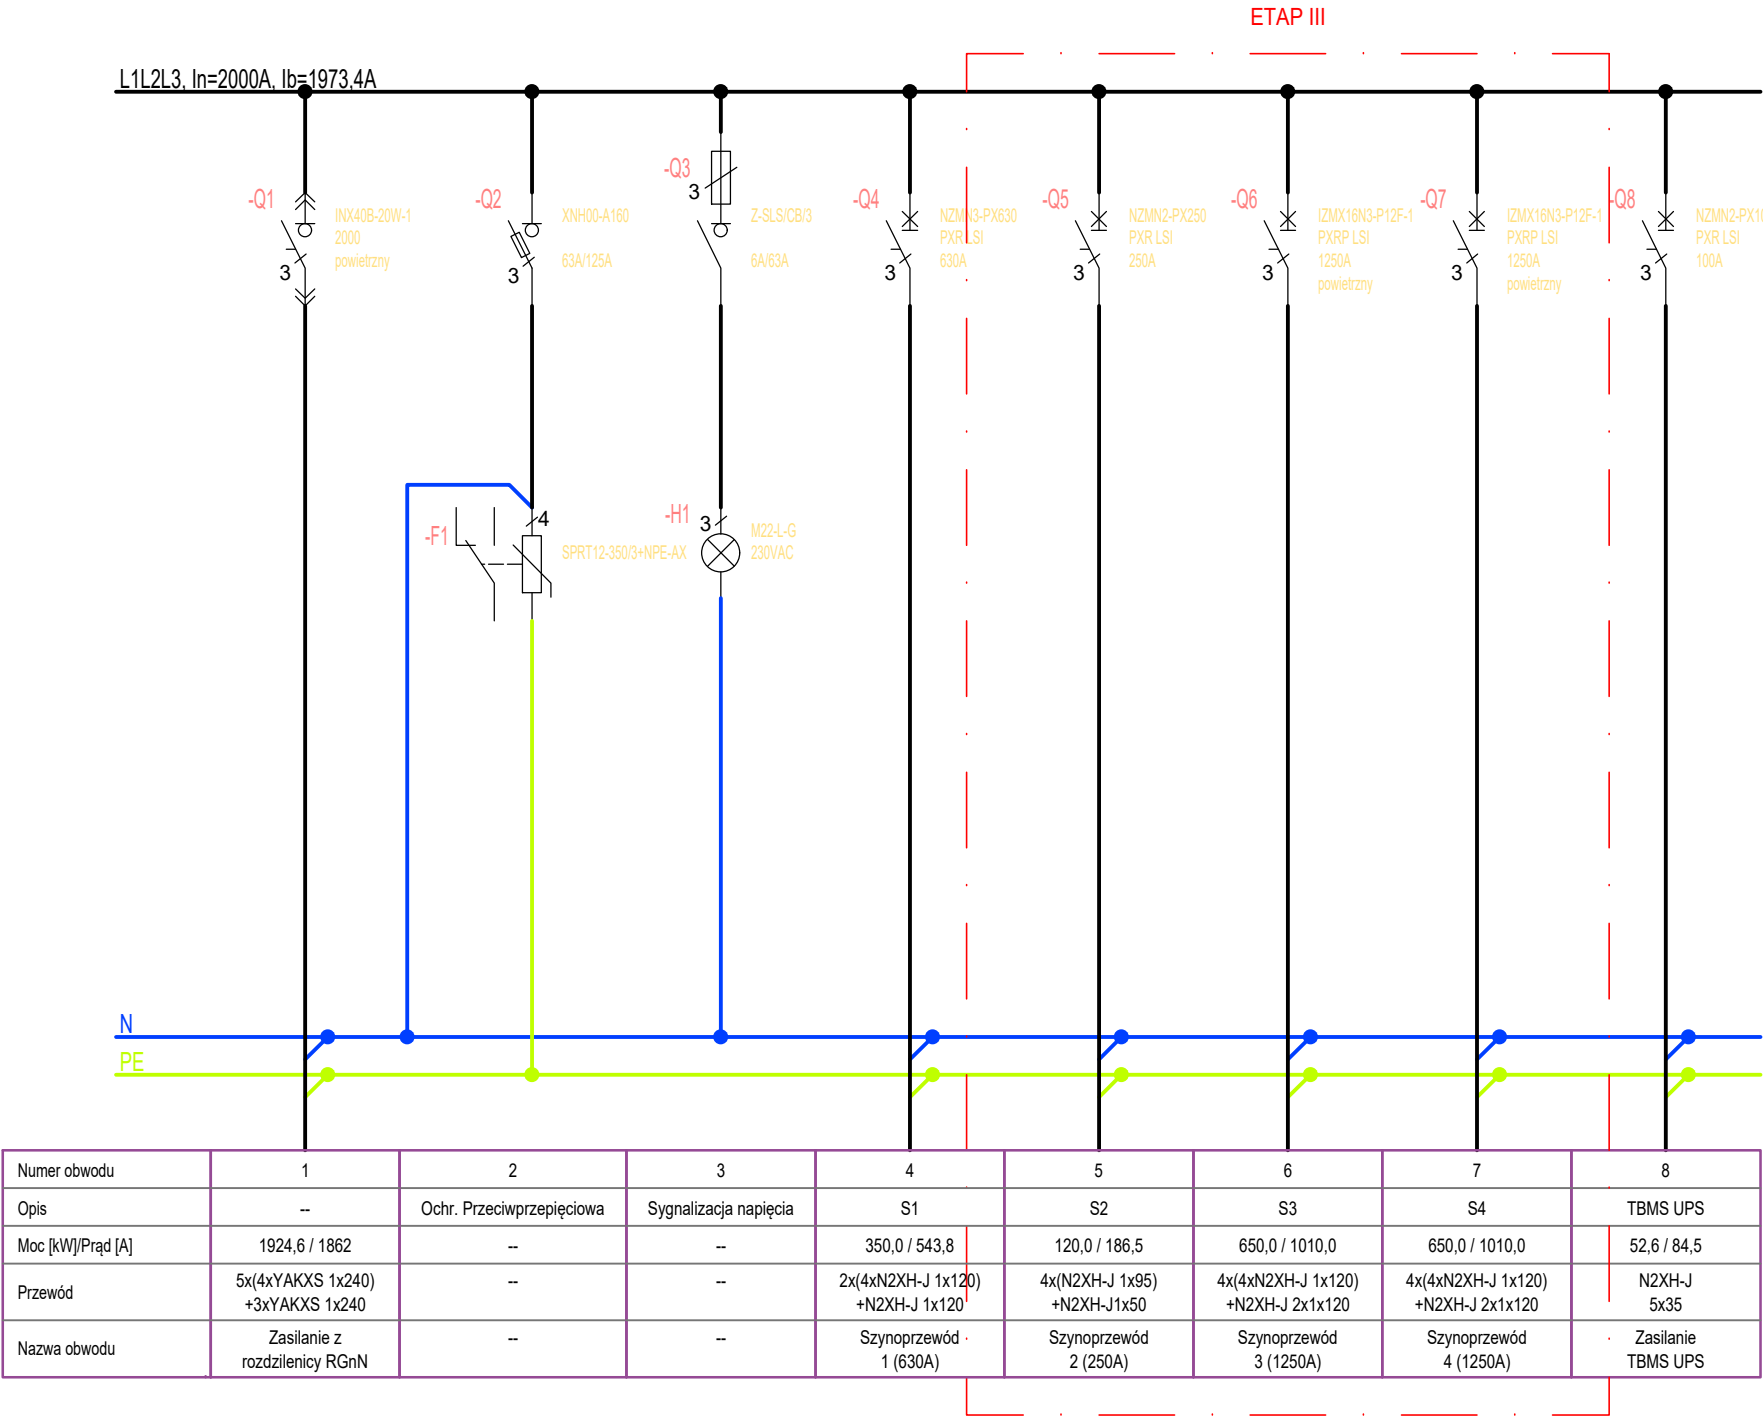 ETAP III
L1L2L3, In=2000A, Ib=1973,4A
-Q1
3
INX40B-20W-1
2000
powietrzny
-Q2
3
XNH00-A160
63A/125A
-Q3
3
Z-SLS/CB/3
6A/63A
-Q4
3
NZMN3-PX630
PXR LSI
630A
-Q5
3
NZMN2-PX250
PXR LSI
250A
-Q6
3
IZMX16N3-P12F-1
PXRP LSI
1250A
powietrzny
-Q7
3
IZMX16N3-P12F-1
PXRP LSI
1250A
powietrzny
-Q8
3
PXR LSI
100A
-F1
4
SPRT12-350/3+NPE-AX
-H1
3
M22-L-G
230VAC
N
PE
Numer obwodu 1 2 3 4 5 6 7 8
Opis -- Ochr. Przeciwprzepięciowa Sygnalizacja napięcia S1 S2 S3 S4 TBMS UPS
Moc [kW]/Prąd [A] 1924,6 / 1862 -- -- 350,0 / 543,8 120,0 / 186,5 650,0 / 1010,0 650,0 / 1010,0 52,6 / 84,5
Przewód 5x(4xYAKXS 1x240) -- -- 2x(4xN2XH-J 1x120) 4x(N2XH-J 1x95) 4x(4xN2XH-J 1x120) 4x(4xN2XH-J 1x120) N2XH-J
+3xYAKXS 1x240 +N2XH-J 1x120 +N2XH-J1x50 +N2XH-J 2x1x120 +N2XH-J 2x1x120 5x35
Nazwa obwodu Zasilanie z -- -- Szynoprzewód Szynoprzewód Szynoprzewód Szynoprzewód Zasilanie
rozdzilenicy RGnN 1 (630A) 2 (250A) 3 (1250A) 4 (1250A) TBMS UPS